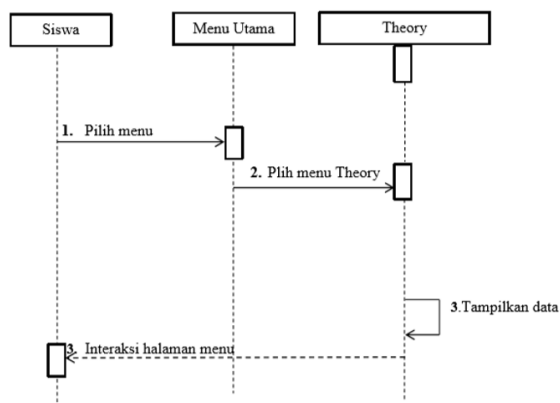 Siswa
Menu Utama
Theory
1. Pilih menu
2. Plih menu Theory
3.Tampilkan data
3. Interaksi halaman menu